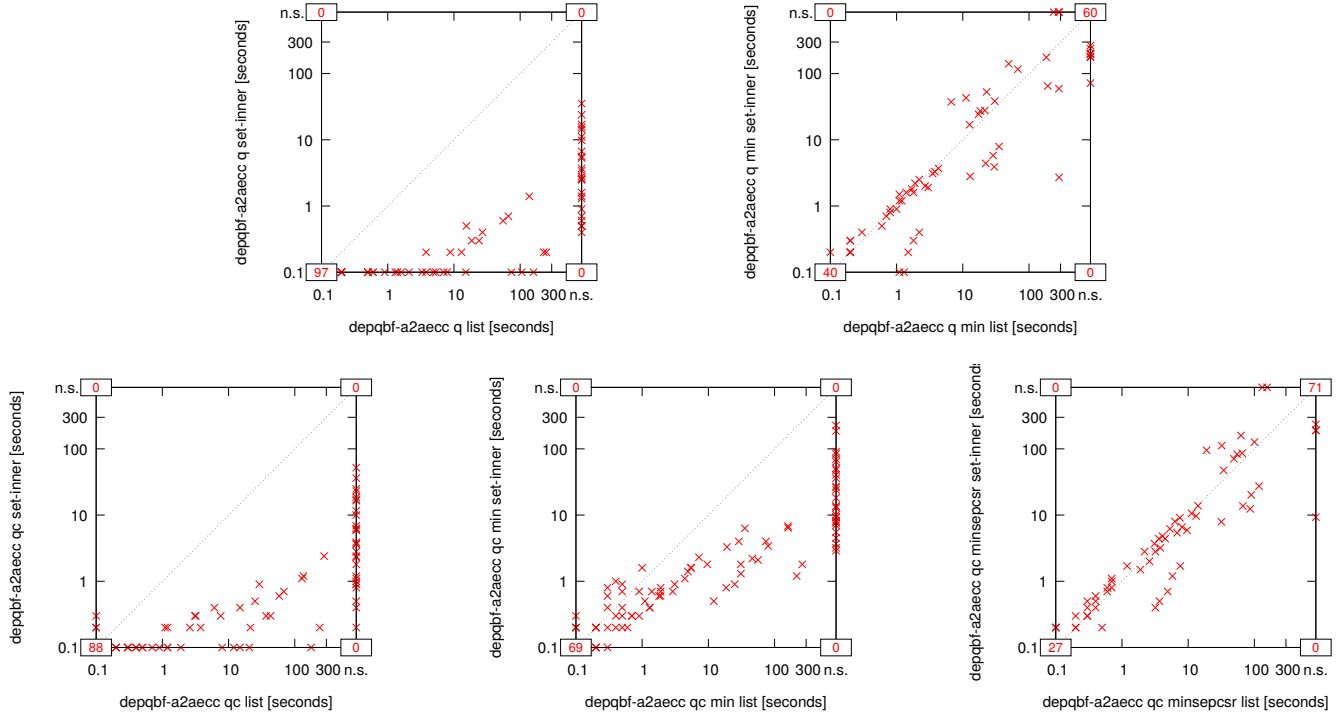 n.s. 0 0
300
100
10
1
0.1 97 0
0.1 1 10 100 300 n.s.
depqbf-a2aecc q set-inner [seconds]
depqbf-a2aecc q list [seconds]
n.s. 0 60
300
100
10
1
0.1 40 0
0.1 1 10 100 300 n.s.
depqbf-a2aecc q min set-inner [seconds]
depqbf-a2aecc q min list [seconds]
n.s. 0 0
300
100
10
1
0.1 88 0
0.1 1 10 100 300 n.s.
depqbf-a2aecc qc set-inner [seconds]
depqbf-a2aecc qc list [seconds]
n.s. 0 0
300
100
10
1
0.1 69 0
0.1 1 10 100 300 n.s.
depqbf-a2aecc qc min set-inner [seconds]
depqbf-a2aecc qc min list [seconds]
n.s. 0 71
300
100
10
1
0.1 27 0
0.1 1 10 100 300 n.s.
depqbf-a2aecc qc minsepcsr set-inner [second
depqbf-a2aecc qc minsepcsr list [seconds]